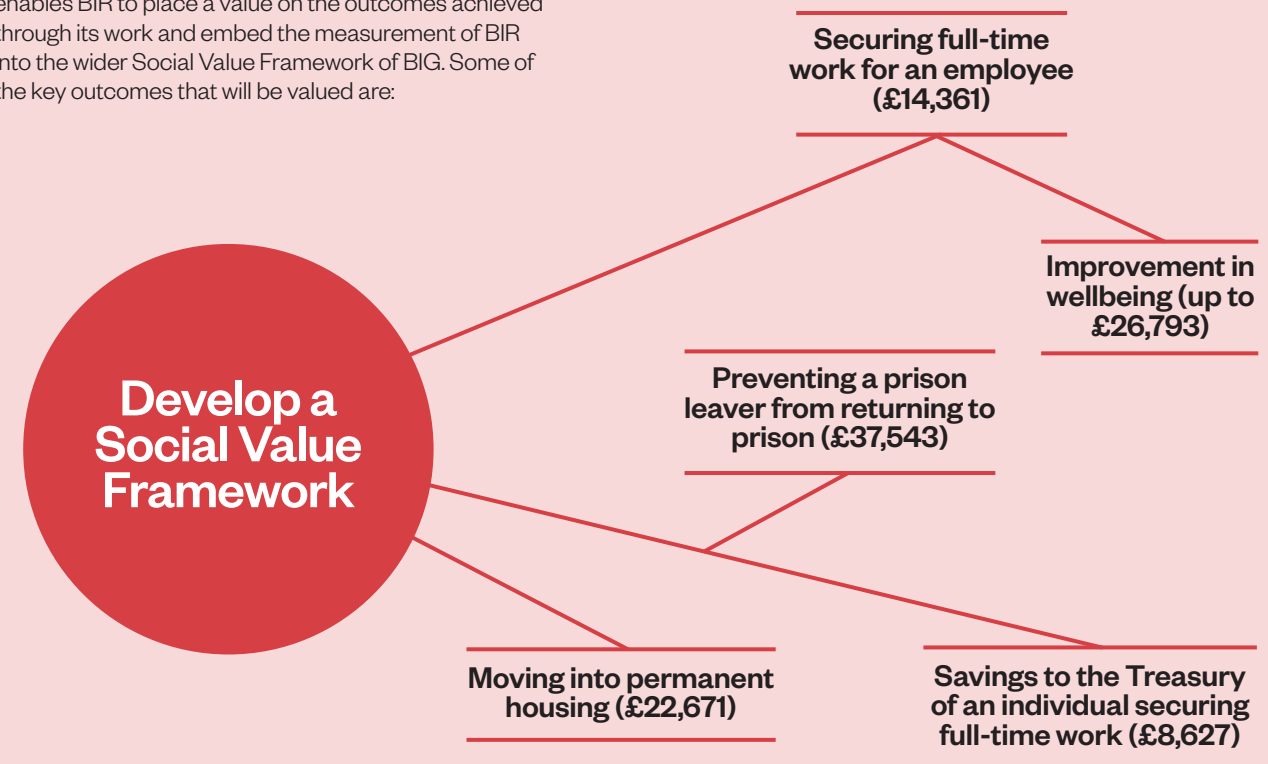 enables BIR to place a value on the outcomes achieved
through its work and embed the measurement of BIR
into the wider Social Value Framework of BIG. Some of
the key outcomes that will be valued are:
Securing full-time
work for an employee
(£14,361)
Improvement in
wellbeing (up to
£26,793)
Preventing a prison
leaver from returning to
prison (£37,543)
Develop a
Social Value
Framework
Moving into permanent
housing (£22,671)
Savings to the Treasury
of an individual securing
full-time work (£8,627)